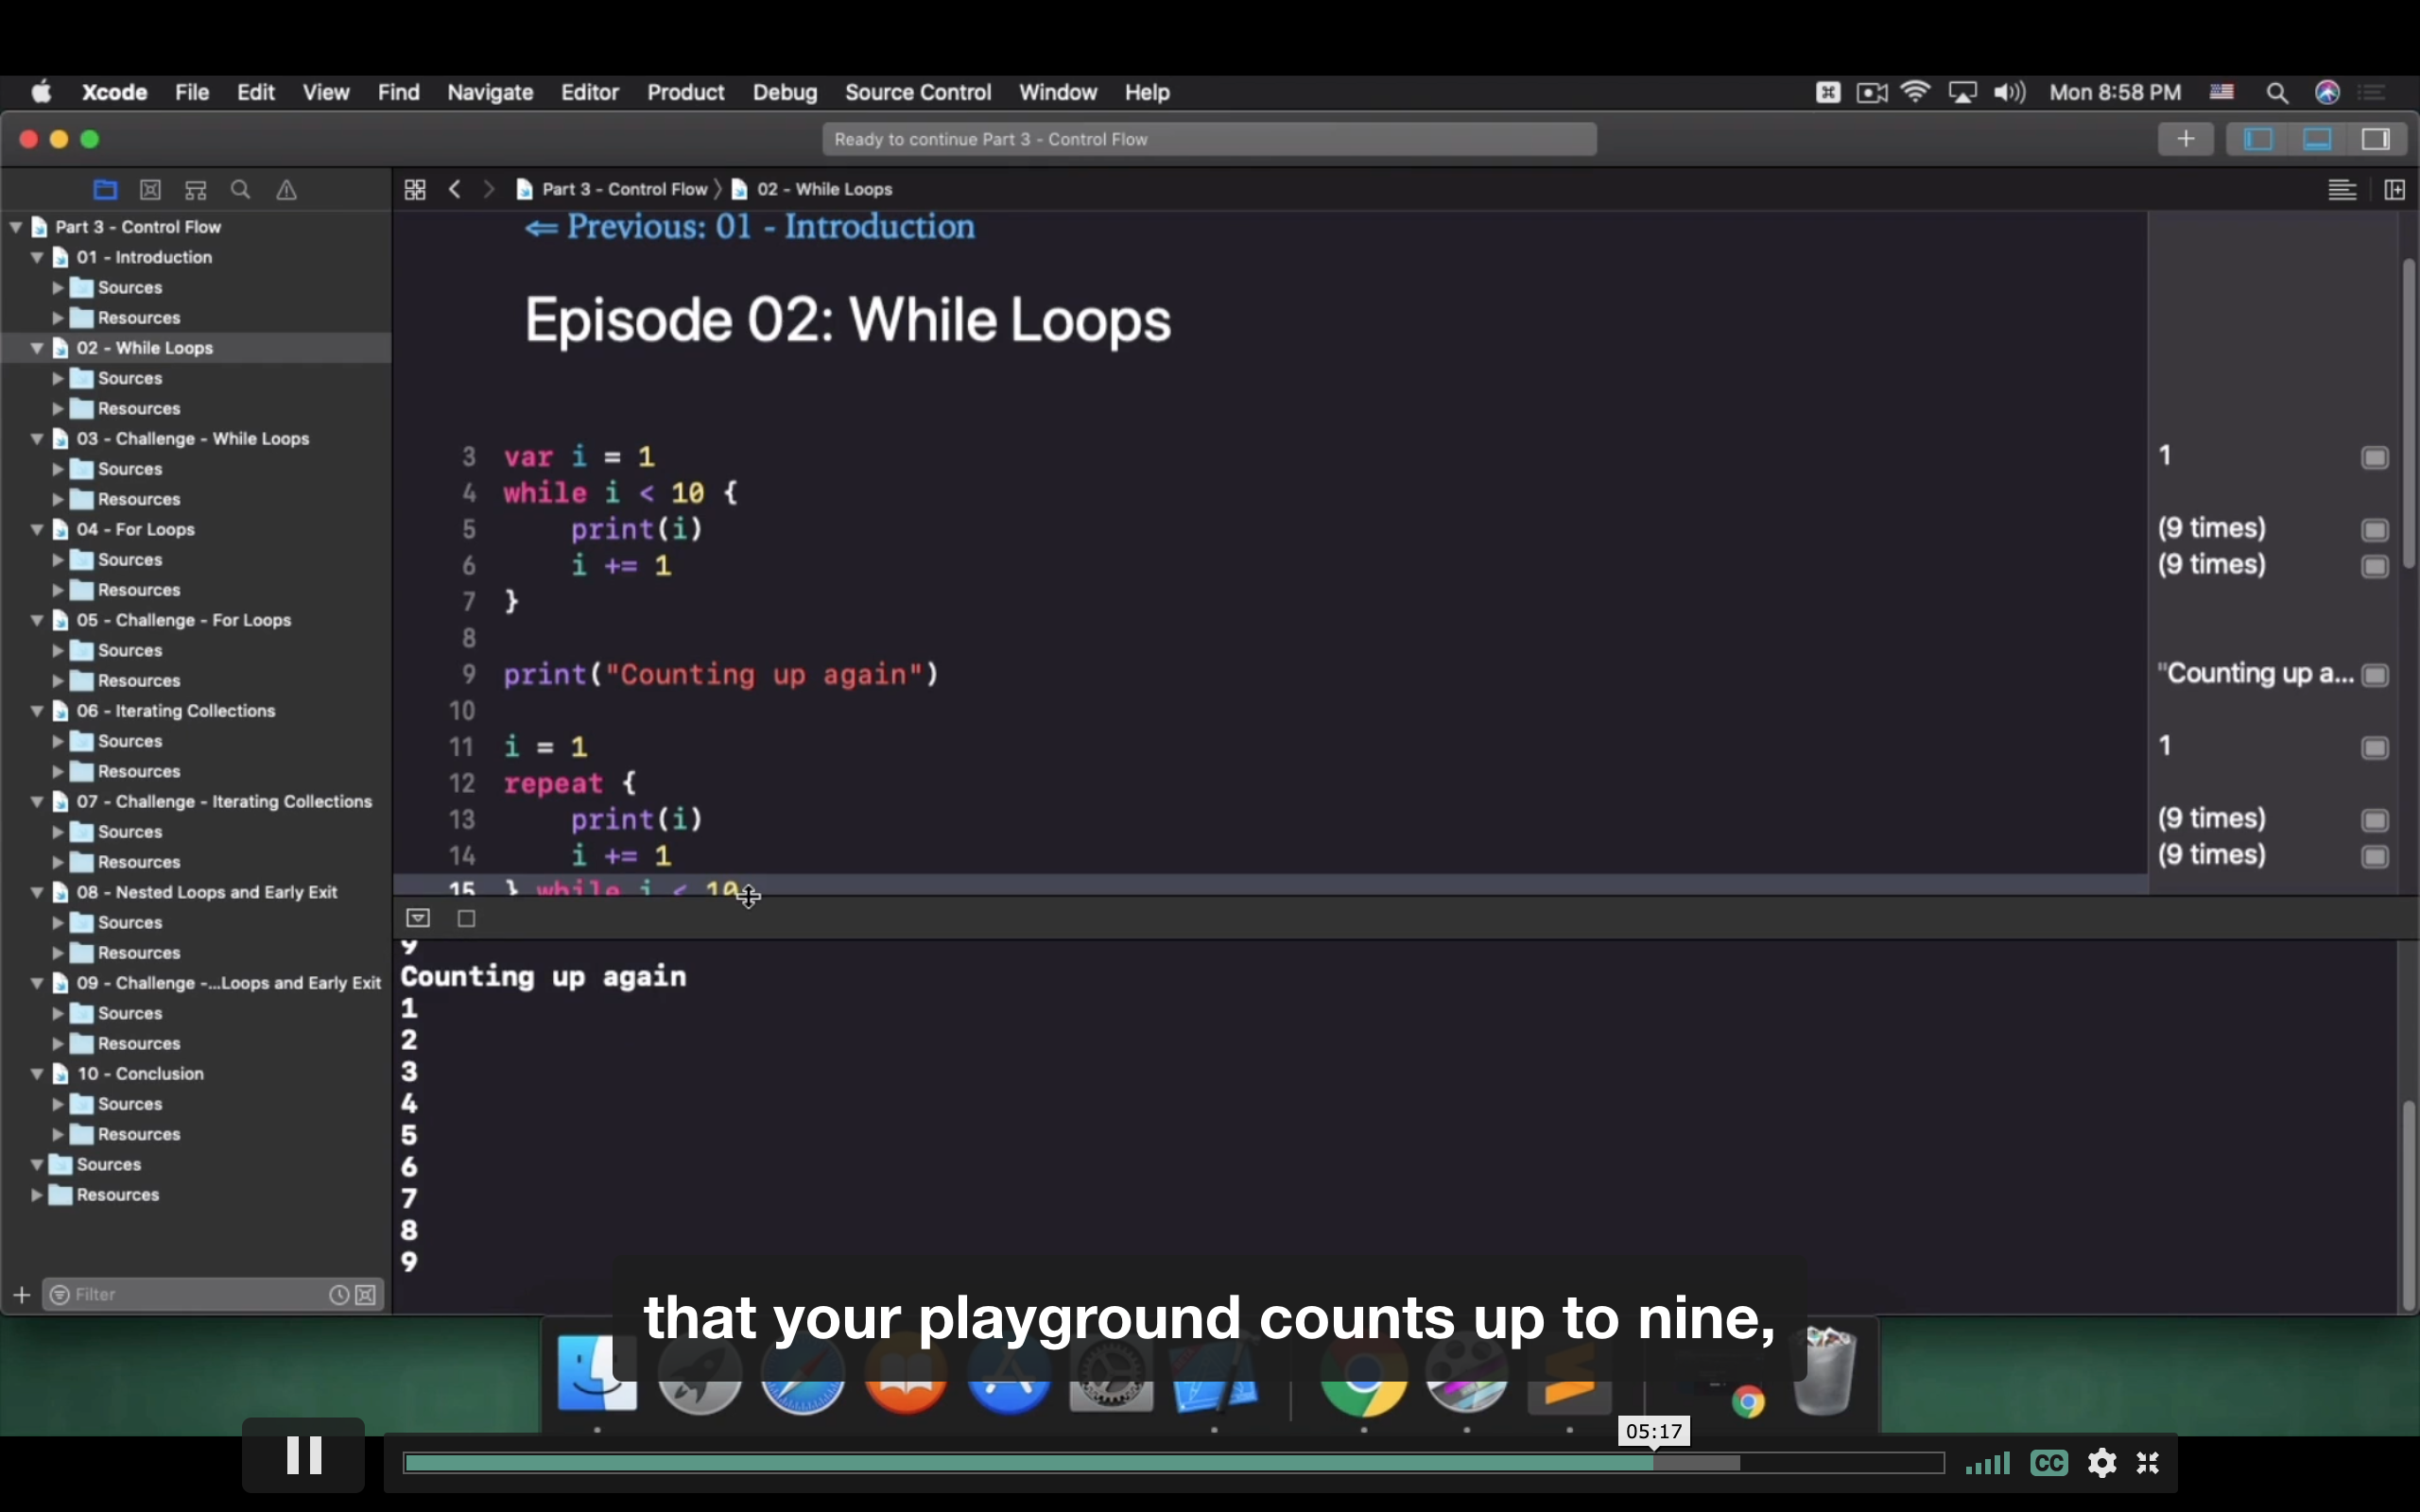 Xcode File Edit View Find Navigate Editor Product Debug Source Control Window Help Mon 8:58 PM
Ready to continue Part 3 - Control Flow
Part 3 - Control Flow 02 - While Loops
Part 3 - Control Flow
01 - Introduction
Sources
Resources
02 - While Loops
Sources
Resources
03 - Challenge - While Loops
Sources
Resources
04 - For Loops
Sources
Resources
05 - Challenge - For Loops
Sources
Resources
06 - Iterating Collections
Sources
Resources
07 - Challenge - Iterating Collections
Sources
Resources
08 - Nested Loops and Early Exit
Sources
Resources
09 - Challenge -...Loops and Early Exit
Sources
Resources
10 - Conclusion
Sources
Resources
Sources
Resources
Filter
⇐ Previous: 01 - Introduction
Episode 02: While Loops
3 var i = 1
4 while i < 10 {
5 print(i)
6 i += 1
7 }
8
9 print("Counting up again")
10
11 i = 1
12 repeat {
13 print(i)
14 i += 1
15 } while i < 10
1
(9 times)
(9 times)
"Counting up a...
1
(9 times)
(9 times)
9
Counting up again
1
2
3
4
5
6
7
8
9
that your playground counts up to nine,
05:17
CC